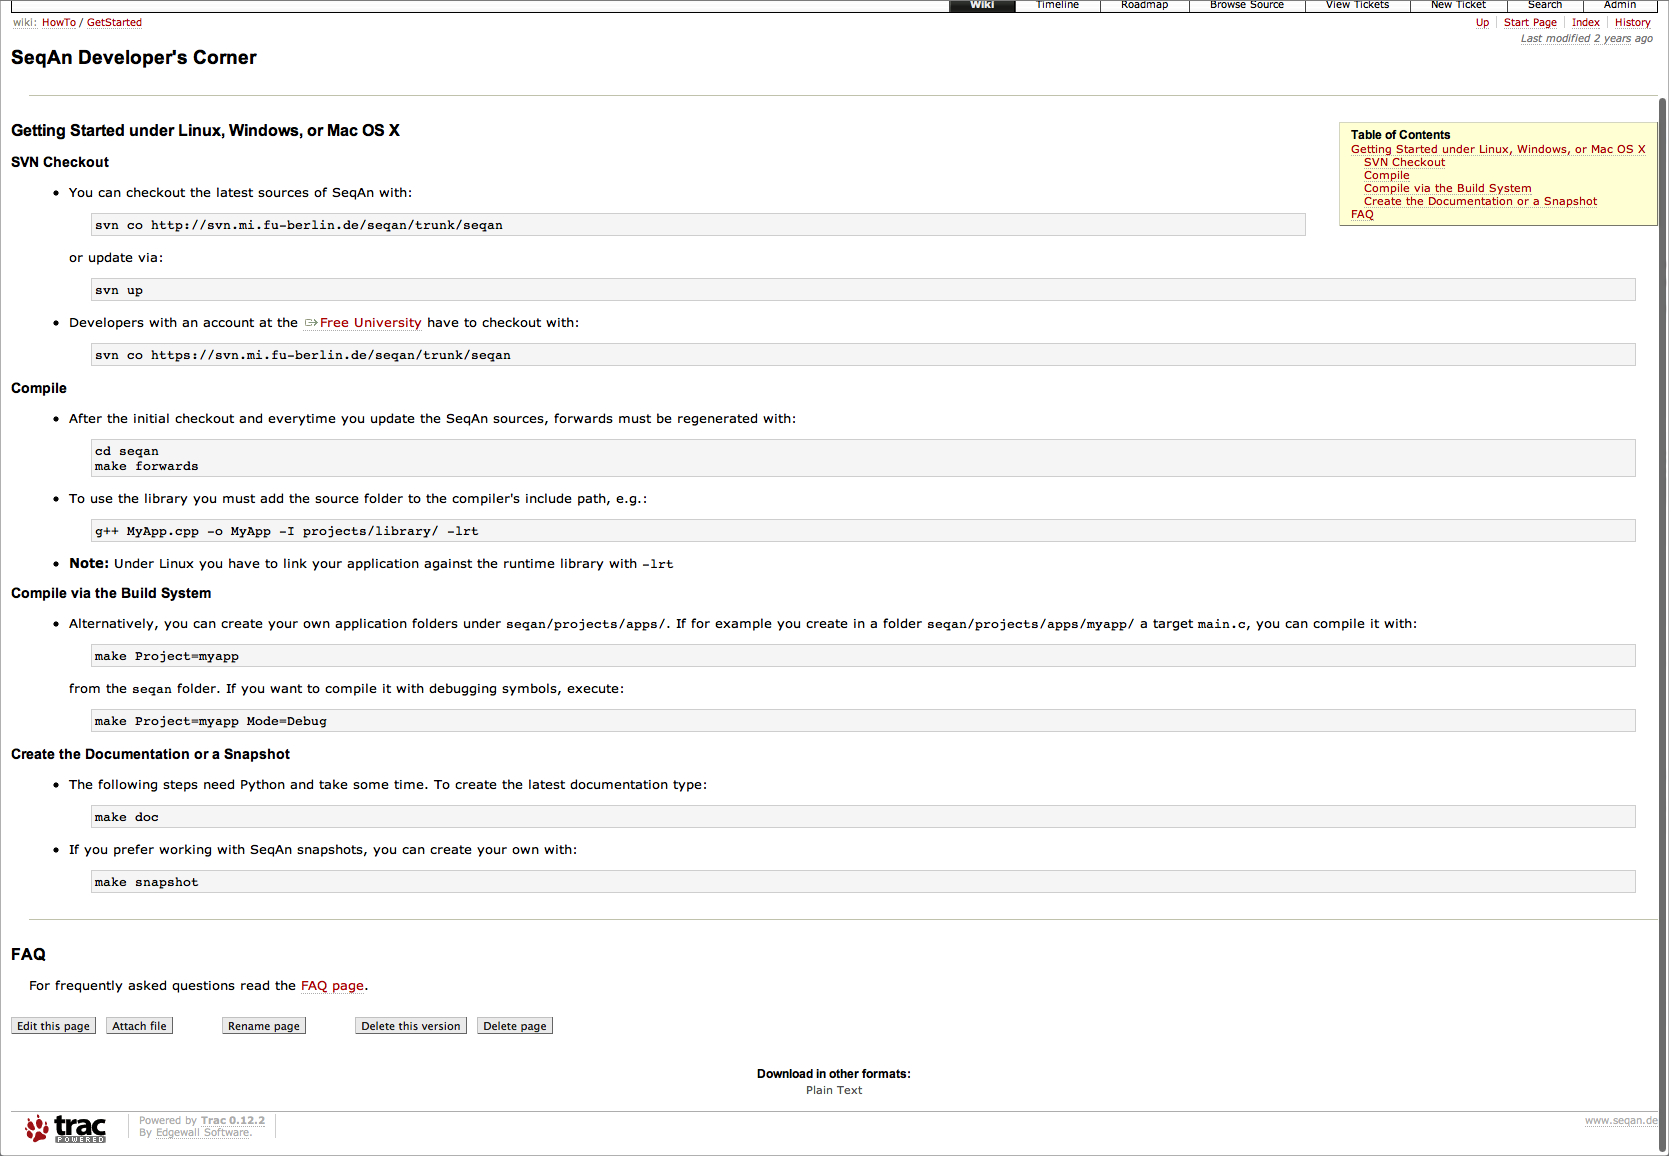 Wiki Timeline Roadmap Browse Source View Tickets New Ticket Search Admin
wiki: HowTo / GetStarted
Up Start Page Index History
Last modified 2 years ago
SeqAn Developer's Corner
Getting Started under Linux, Windows, or Mac OS X
Table of Contents
Getting Started under Linux, Windows, or Mac OS X
SVN Checkout
Compile
Compile via the Build System
Create the Documentation or a Snapshot
FAQ
SVN Checkout
• You can checkout the latest sources of SeqAn with:
svn co http://svn.mi.fu-berlin.de/seqan/trunk/seqan
or update via:
svn up
• Developers with an account at the Free University have to checkout with:
svn co https://svn.mi.fu-berlin.de/seqan/trunk/seqan
Compile
• After the initial checkout and everytime you update the SeqAn sources, forwards must be regenerated with:
cd seqan
make forwards
• To use the library you must add the source folder to the compiler's include path, e.g.:
g++ MyApp.cpp -o MyApp -I projects/library/ -lrt
• Note: Under Linux you have to link your application against the runtime library with -lrt
Compile via the Build System
• Alternatively, you can create your own application folders under seqan/projects/apps/. If for example you create in a folder seqan/projects/apps/myapp/ a target main.c, you can compile it with:
make Project=myapp
from the seqan folder. If you want to compile it with debugging symbols, execute:
make Project=myapp Mode=Debug
Create the Documentation or a Snapshot
• The following steps need Python and take some time. To create the latest documentation type:
make doc
• If you prefer working with SeqAn snapshots, you can create your own with:
make snapshot
FAQ
For frequently asked questions read the FAQ page.
Edit this page Attach file Rename page Delete this version Delete page
Download in other formats:
Plain Text
trac
POWERED
Powered by Trac 0.12.2
By Edgewall Software.
www.seqan.de